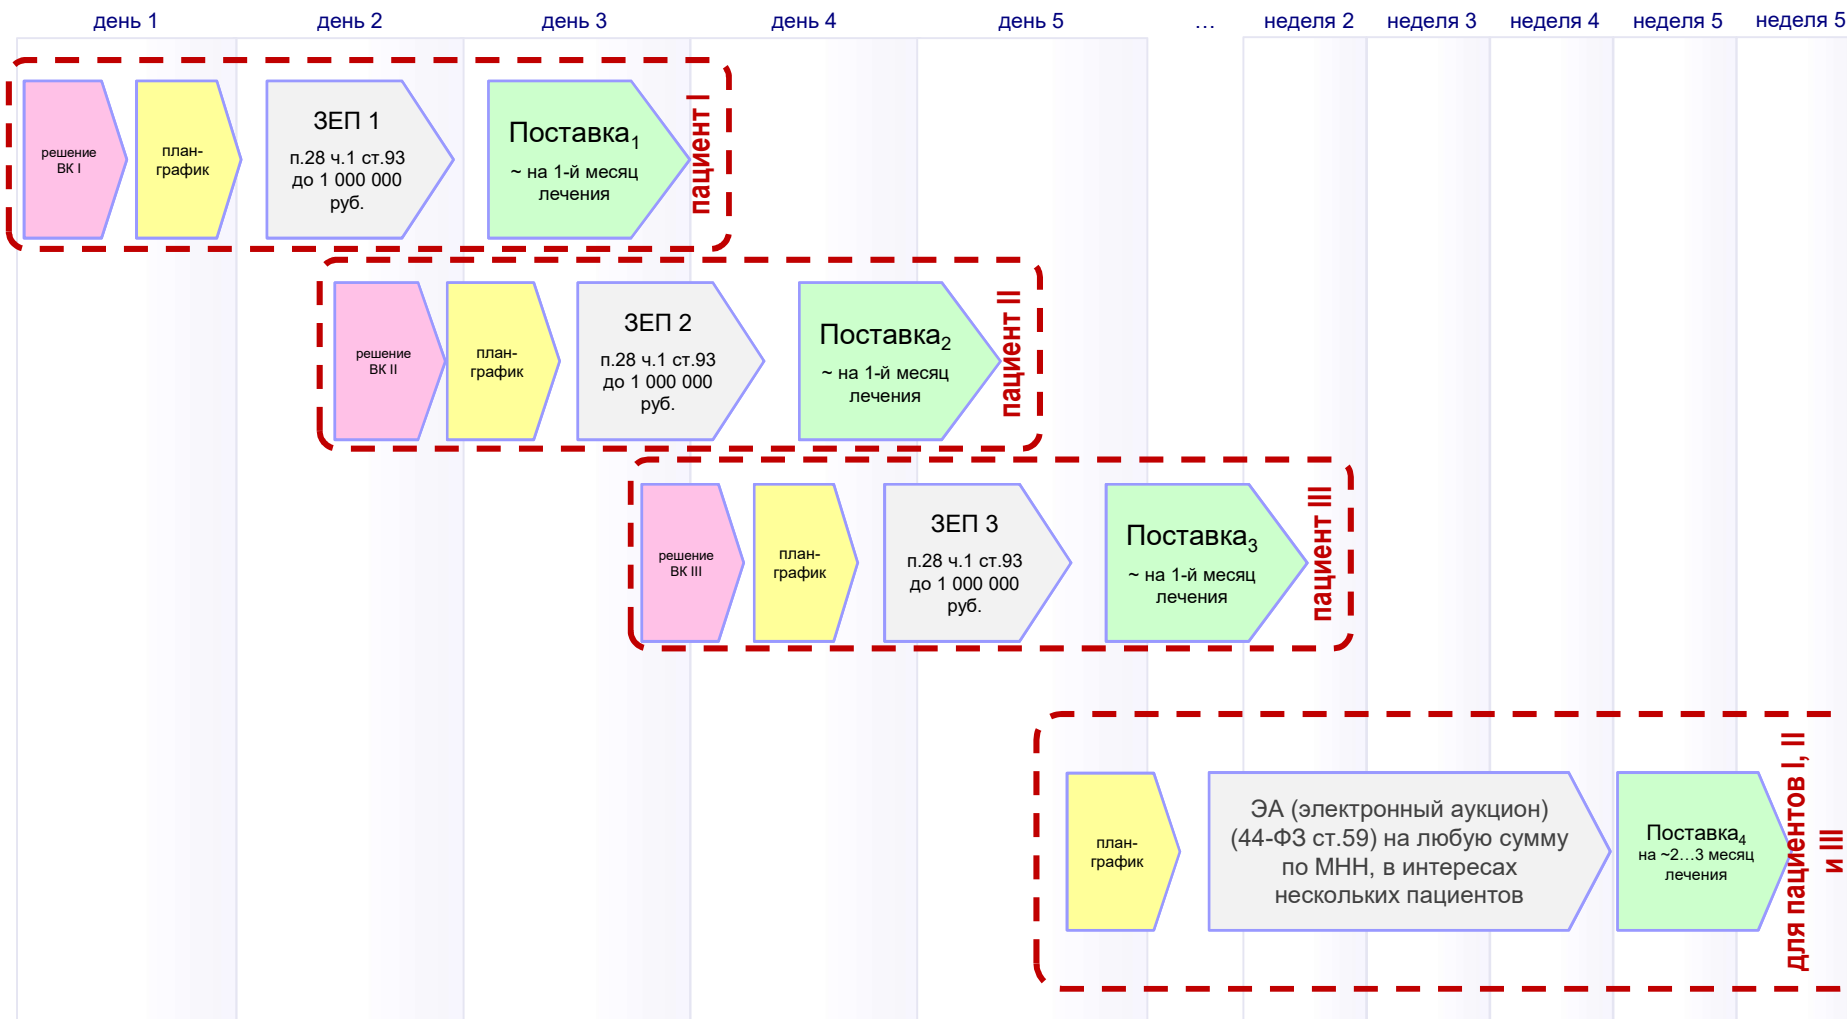 день 1
день 2
день 3
день 4
день 5
…
неделя 2
неделя 3
неделя 4
неделя 5
неделя 5
решение
ВК I
план-
график
ЗЕП 1
п.28 ч.1 ст.93
до 1 000 000
руб.
Поставка₁
~ на 1-й месяц
лечения
пациент I
решение
ВК II
план-
график
ЗЕП 2
п.28 ч.1 ст.93
до 1 000 000
руб.
Поставка₂
~ на 1-й месяц
лечения
пациент II
решение
ВК III
план-
график
ЗЕП 3
п.28 ч.1 ст.93
до 1 000 000
руб.
Поставка₃
~ на 1-й месяц
лечения
пациент III
план-
график
ЭА (электронный аукцион)
(44-ФЗ ст.59) на любую сумму
по МНН, в интересах
нескольких пациентов
Поставка₄
на ~2…3 месяц
лечения
для пациентов I, II
и III